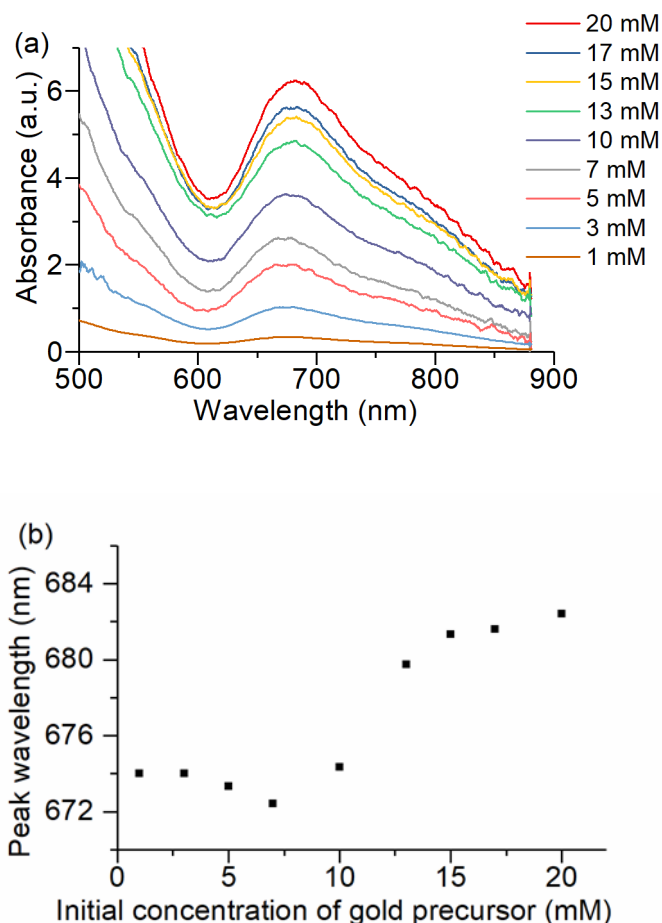 (a)
20 mM
17 mM
15 mM
13 mM
10 mM
7 mM
5 mM
3 mM
1 mM
Absorbance (a.u.)
6
4
2
0
500 600 700 800 900
Wavelength (nm)
(b)
Peak wavelength (nm)
684
680
676
672
0 5 10 15 20
Initial concentration of gold precursor (mM)